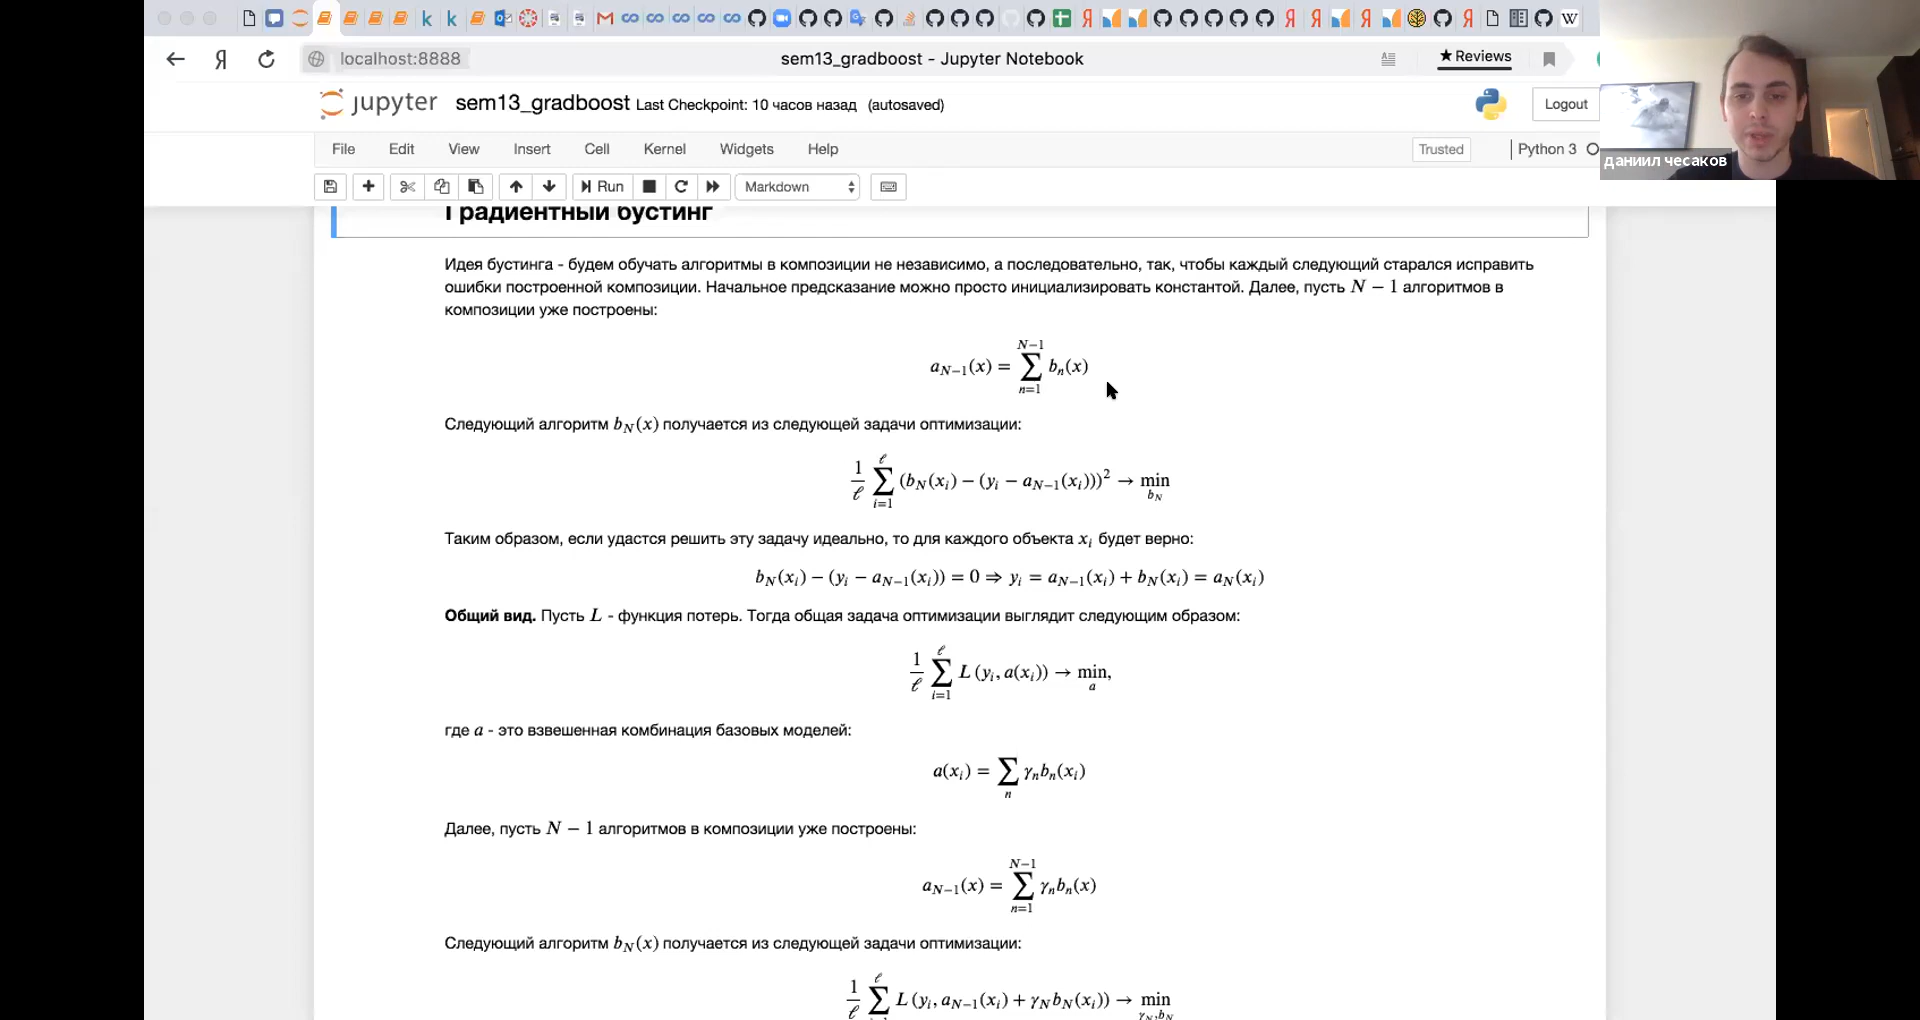 localhost:8888
sem13_gradboost - Jupyter Notebook
★ Reviews
jupyter sem13_gradboost Last Checkpoint: 10 часов назад (autosaved)
Logout
даниил чесаков
File Edit View Insert Cell Kernel Widgets Help
Trusted Python 3
Run Markdown
Градиентный бустинг
Идея бустинга - будем обучать алгоритмы в композиции не независимо, а последовательно, так, чтобы каждый следующий старался исправить
ошибки построенной композиции. Начальное предсказание можно просто инициализировать константой. Далее, пусть N − 1 алгоритмов в
композиции уже построены:
a_{N−1}(x) = ∑_{n=1}^{N−1} b_n(x)
Следующий алгоритм b_N(x) получается из следующей задачи оптимизации:
1/ℓ ∑_{i=1}^{ℓ} (b_N(x_i) − (y_i − a_{N−1}(x_i)))² → min_{b_N}
Таким образом, если удастся решить эту задачу идеально, то для каждого объекта x_i будет верно:
b_N(x_i) − (y_i − a_{N−1}(x_i)) = 0 ⇒ y_i = a_{N−1}(x_i) + b_N(x_i) = a_N(x_i)
Общий вид. Пусть L - функция потерь. Тогда общая задача оптимизации выглядит следующим образом:
1/ℓ ∑_{i=1}^{ℓ} L (y_i, a(x_i)) → min_a,
где a - это взвешенная комбинация базовых моделей:
a(x_i) = ∑_n γ_n b_n(x_i)
Далее, пусть N − 1 алгоритмов в композиции уже построены:
a_{N−1}(x) = ∑_{n=1}^{N−1} γ_n b_n(x)
Следующий алгоритм b_N(x) получается из следующей задачи оптимизации:
1/ℓ ∑_{i=1}^{ℓ} L (y_i, a_{N−1}(x_i) + γ_N b_N(x_i)) → min_{γ_N, b_N}